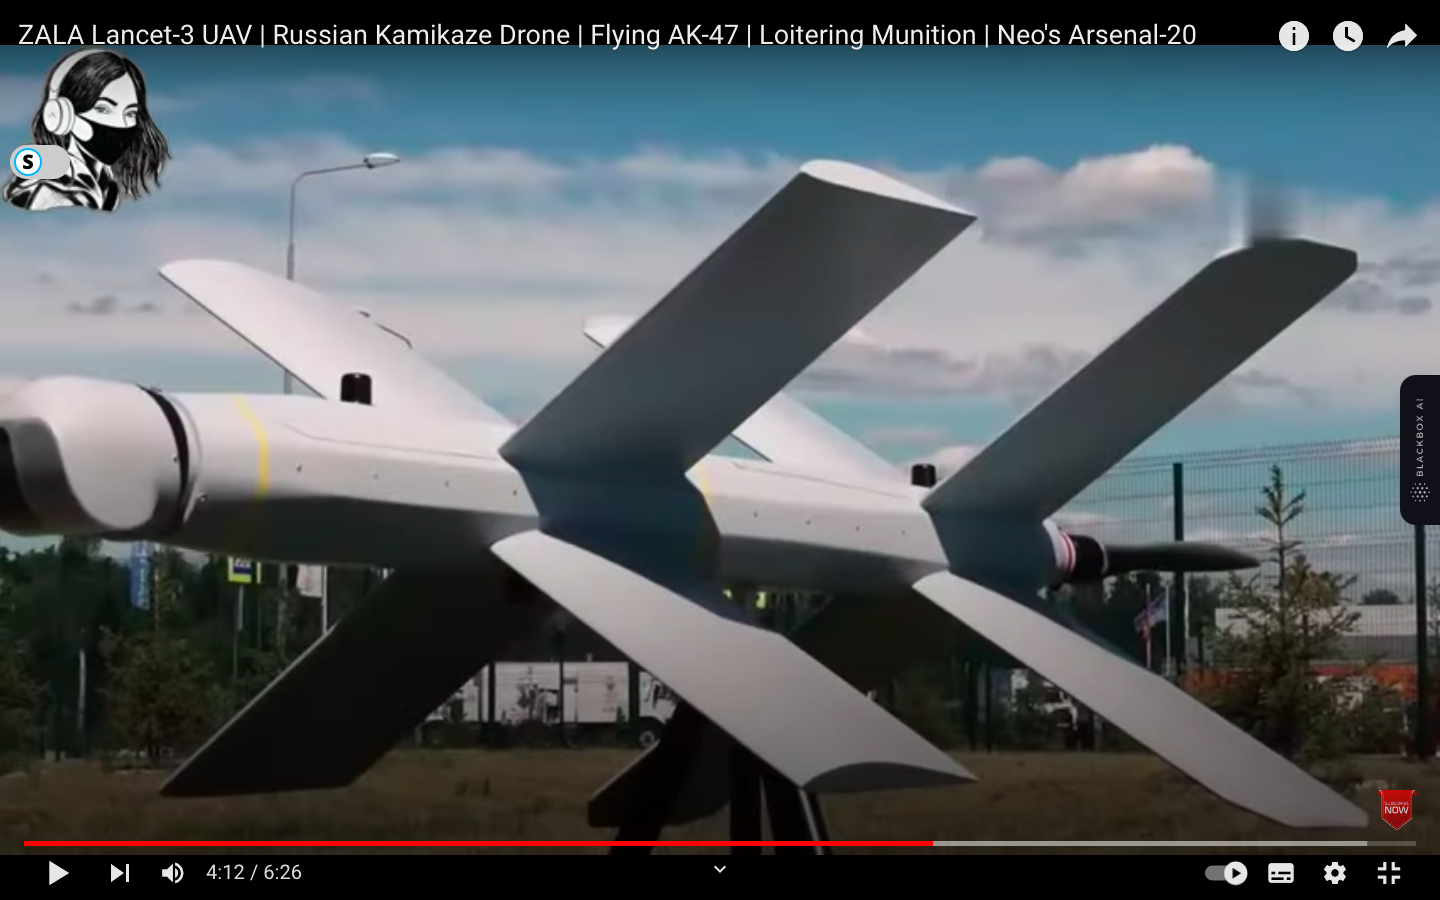 ZALA Lancet-3 UAV | Russian Kamikaze Drone | Flying AK-47 | Loitering Munition | Neo's Arsenal-20
S
BLACKBOX AI
SUBSCRIBE
NOW
4:12 / 6:26